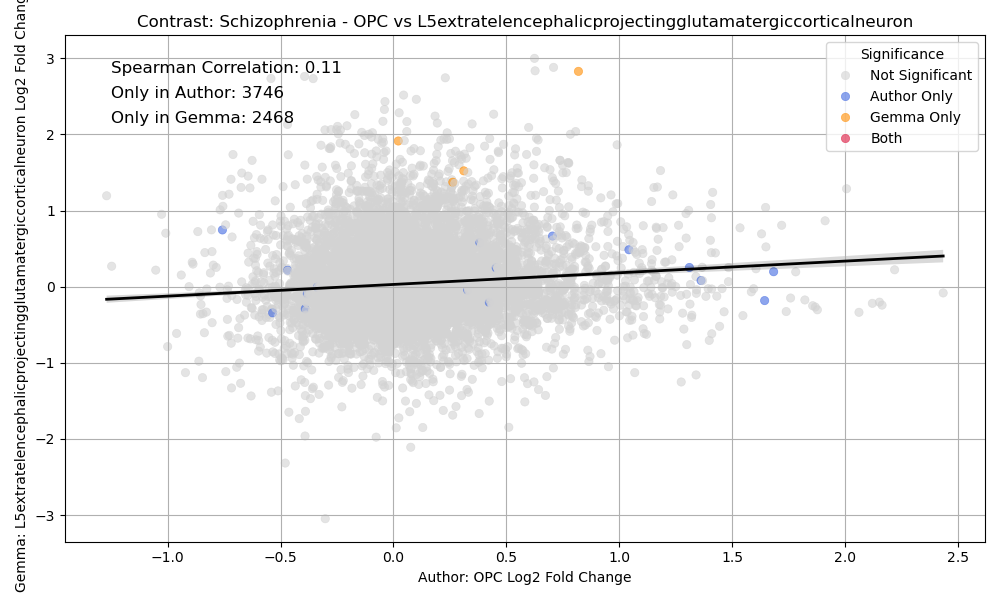 Contrast: Schizophrenia - OPC vs L5extratelencephalicprojectingglutamatergiccorticalneuron
Spearman Correlation: 0.11
Only in Author: 3746
Only in Gemma: 2468
Significance
Not Significant
Author Only
Gemma Only
Both
Gemma: L5extratelencephalicprojectingglutamatergiccorticalneuron Log2 Fold
3
2
1
0
−1
−2
−3
−1.0
−0.5
0.0
0.5
1.0
1.5
2.0
2.5
Author: OPC Log2 Fold Change